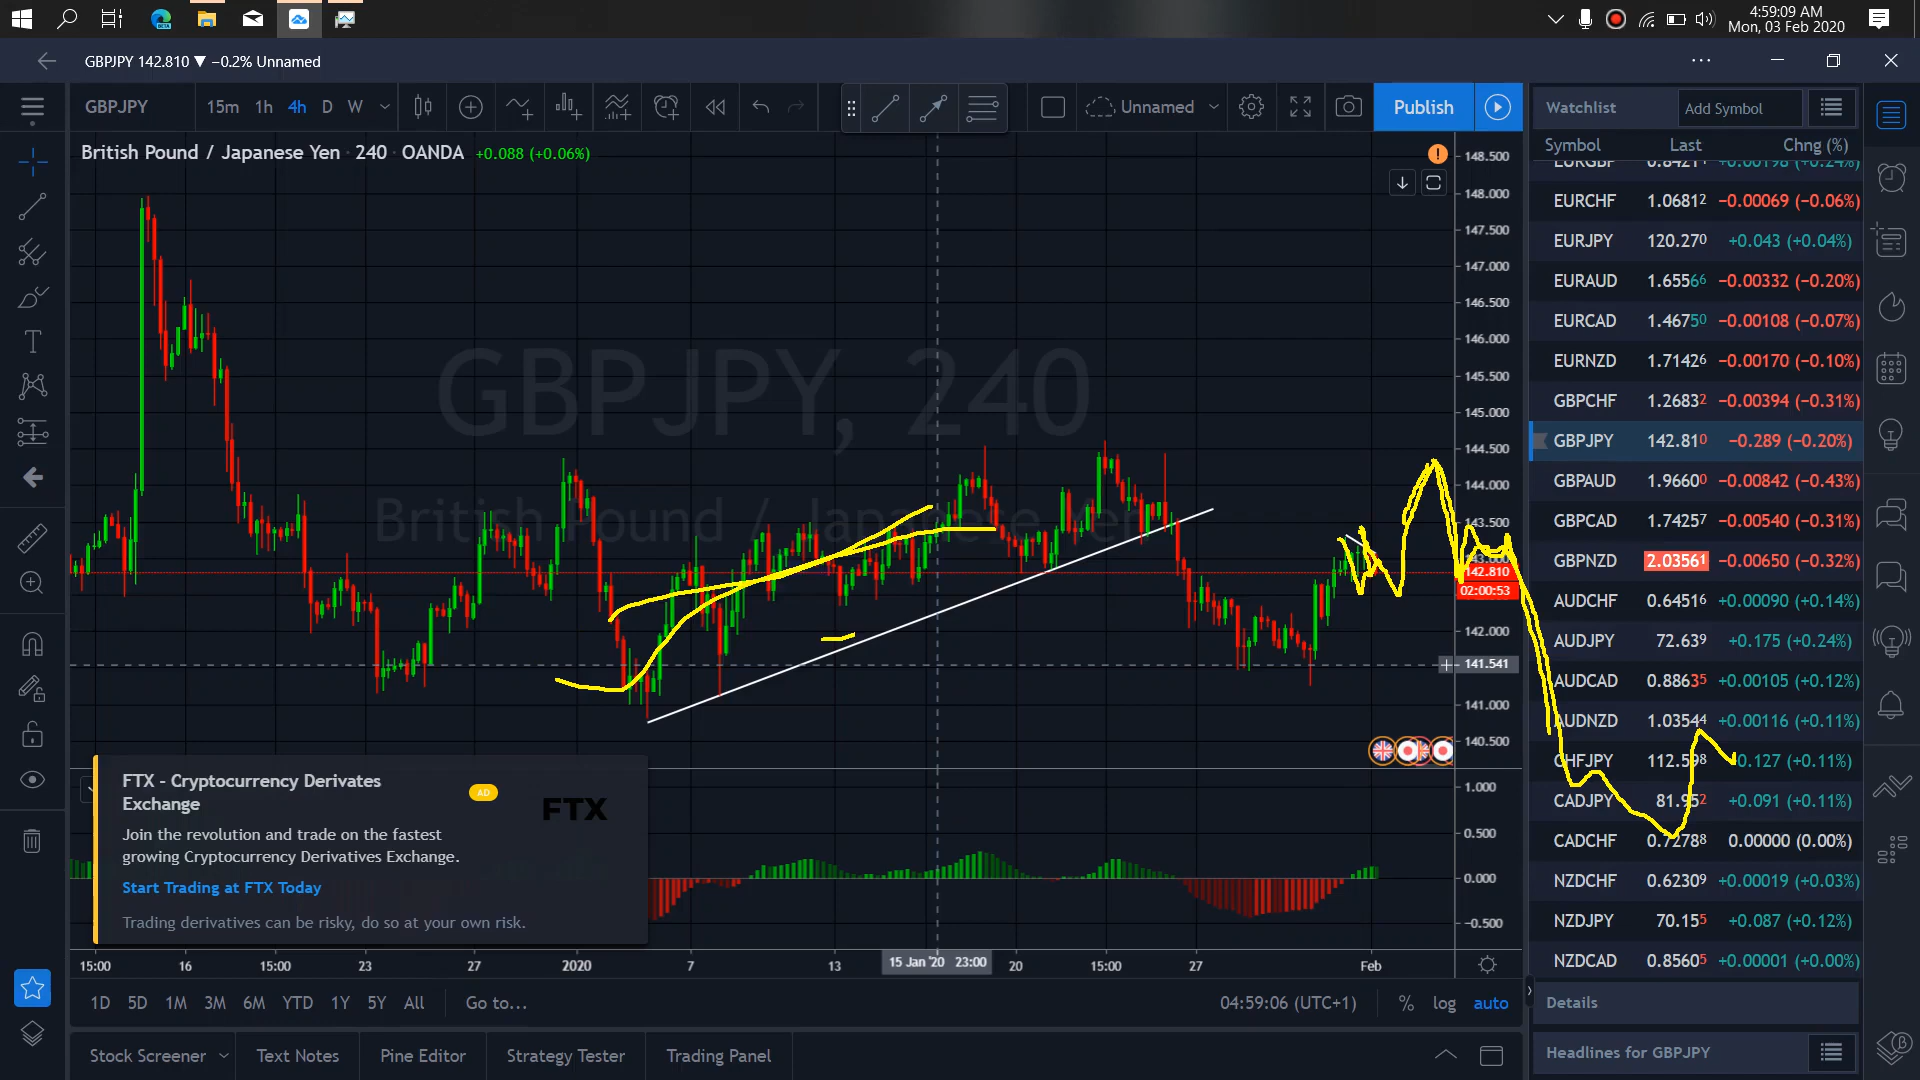 4:59:09 AM
Mon, 03 Feb 2020
GBPJPY 142.810 ▼ −0.2% Unnamed
GBPJPY 15m 1h 4h D W Unnamed Publish
Watchlist Add Symbol
Symbol Last Chng (%)
British Pound / Japanese Yen · 240 · OANDA +0.088 (+0.06%)
EURCHF 1.06812 −0.00069 (−0.06%)
EURJPY 120.270 +0.043 (+0.04%)
EURAUD 1.65566 −0.00332 (−0.20%)
EURCAD 1.46750 −0.00108 (−0.07%)
EURNZD 1.71426 −0.00170 (−0.10%)
GBPCHF 1.26832 −0.00394 (−0.31%)
GBPJPY 142.810 −0.289 (−0.20%)
GBPAUD 1.96600 −0.00842 (−0.43%)
GBPCAD 1.74257 −0.00540 (−0.31%)
GBPNZD 2.03561 −0.00650 (−0.32%)
AUDCHF 0.64516 +0.00090 (+0.14%)
AUDJPY 72.639 +0.175 (+0.24%)
AUDCAD 0.88635 +0.00105 (+0.12%)
AUDNZD 1.03544 +0.00116 (+0.11%)
CHFJPY 112.598 +0.127 (+0.11%)
CADJPY 81.952 +0.091 (+0.11%)
CADCHF 0.72788 0.00000 (0.00%)
NZDCHF 0.62309 +0.00019 (+0.03%)
NZDJPY 70.155 +0.087 (+0.12%)
NZDCAD 0.85605 +0.00001 (+0.00%)
Details
Headlines for GBPJPY
GBPJPY, 240
British Pound / Japanese Yen
148.500
148.000
147.500
147.000
146.500
146.000
145.500
145.000
144.500
144.000
143.500
142.810
02:00:53
142.000
141.541
141.000
140.500
1.000
0.500
0.000
−0.500
FTX - Cryptocurrency Derivates
Exchange
AD
FTX
Join the revolution and trade on the fastest
growing Cryptocurrency Derivatives Exchange.
Start Trading at FTX Today
Trading derivatives can be risky, do so at your own risk.
15:00 16 15:00 23 27 2020 7 13 15 Jan '20 23:00 20 15:00 27 Feb
1D 5D 1M 3M 6M YTD 1Y 5Y All Go to... 04:59:06 (UTC+1) % log auto
Stock Screener Text Notes Pine Editor Strategy Tester Trading Panel